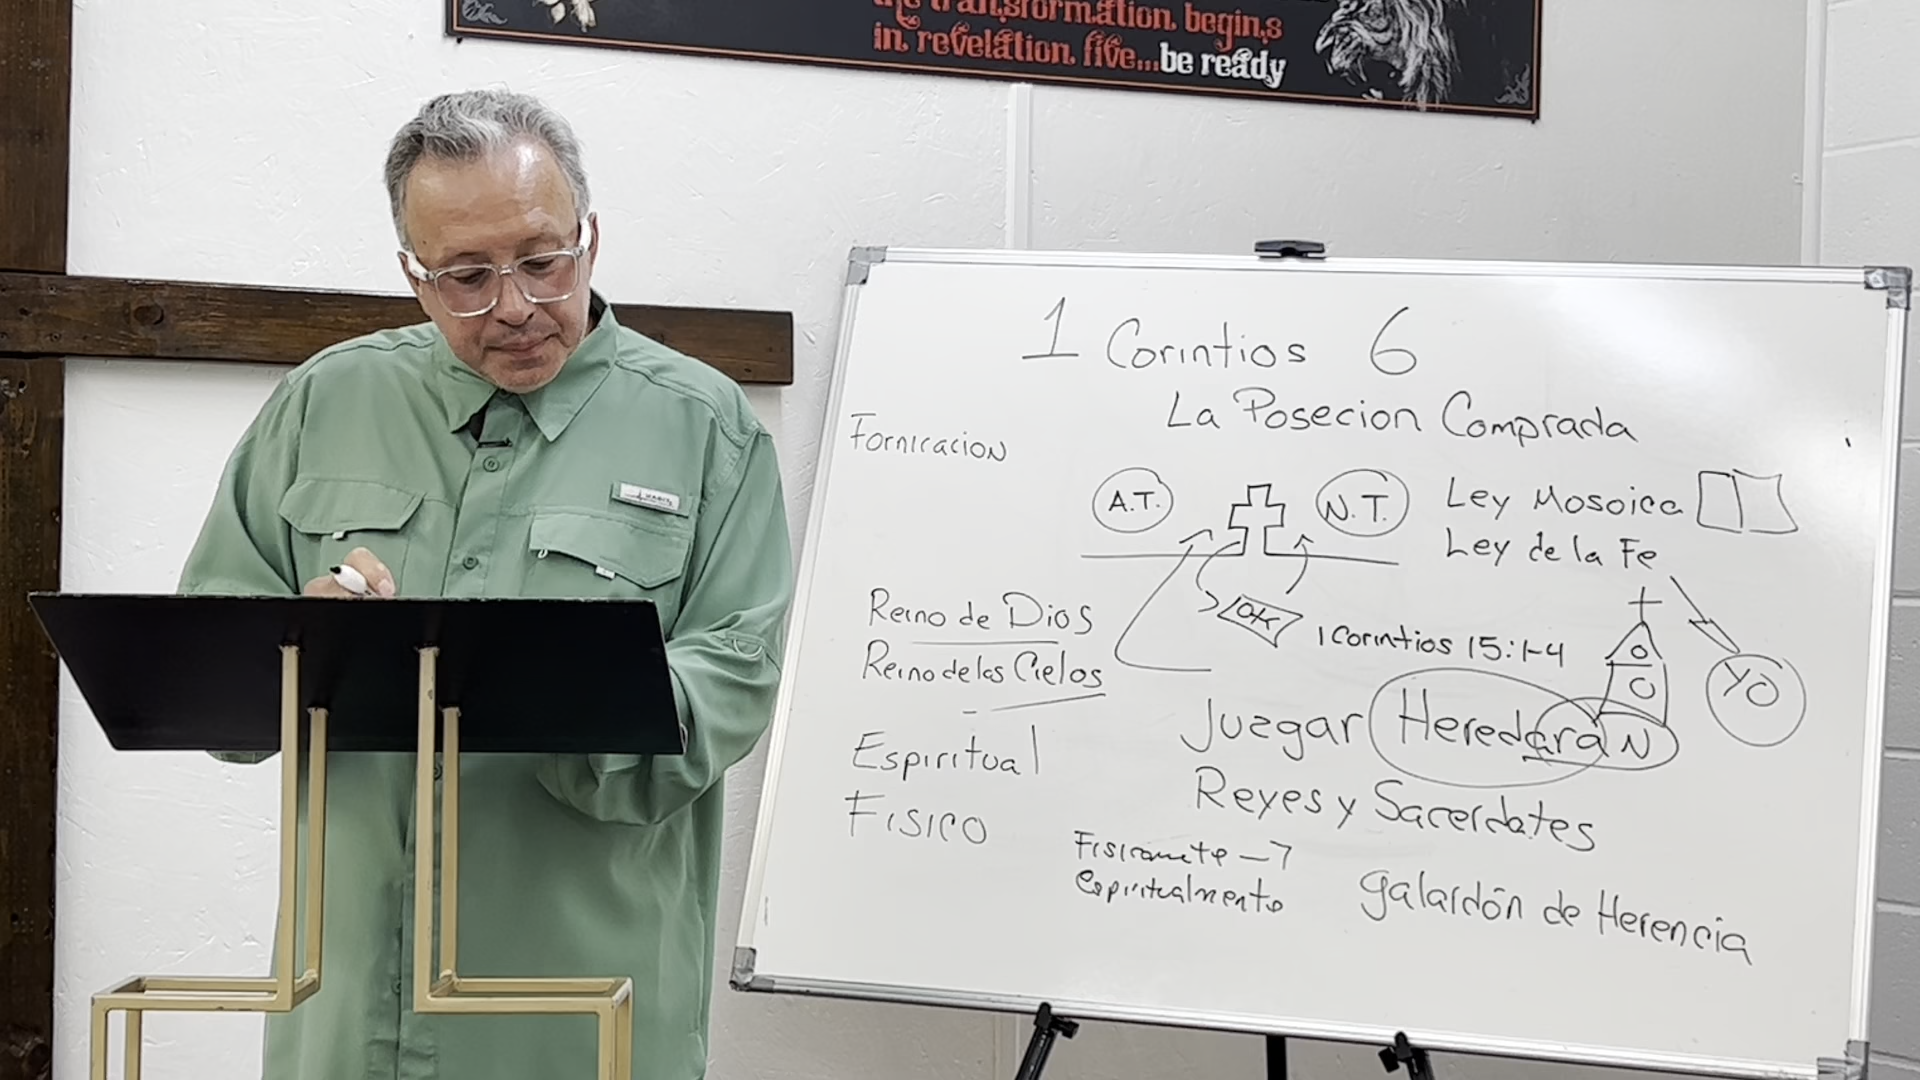 the transformation begins
in revelation five...be ready
1 Corintios 6
La Posecion Comprada
Fornicacion
A.T.
N.T.
Ley Mosoica
Ley de la Fe
Reino de Dios
Reino de los Cielos
1 Corintios 15:1-4
YO
Juzgar Heredaran
Espiritual
Reyes y Sacerdotes
Fisico
Fisicamete
espiritualmente
galardón de Herencia